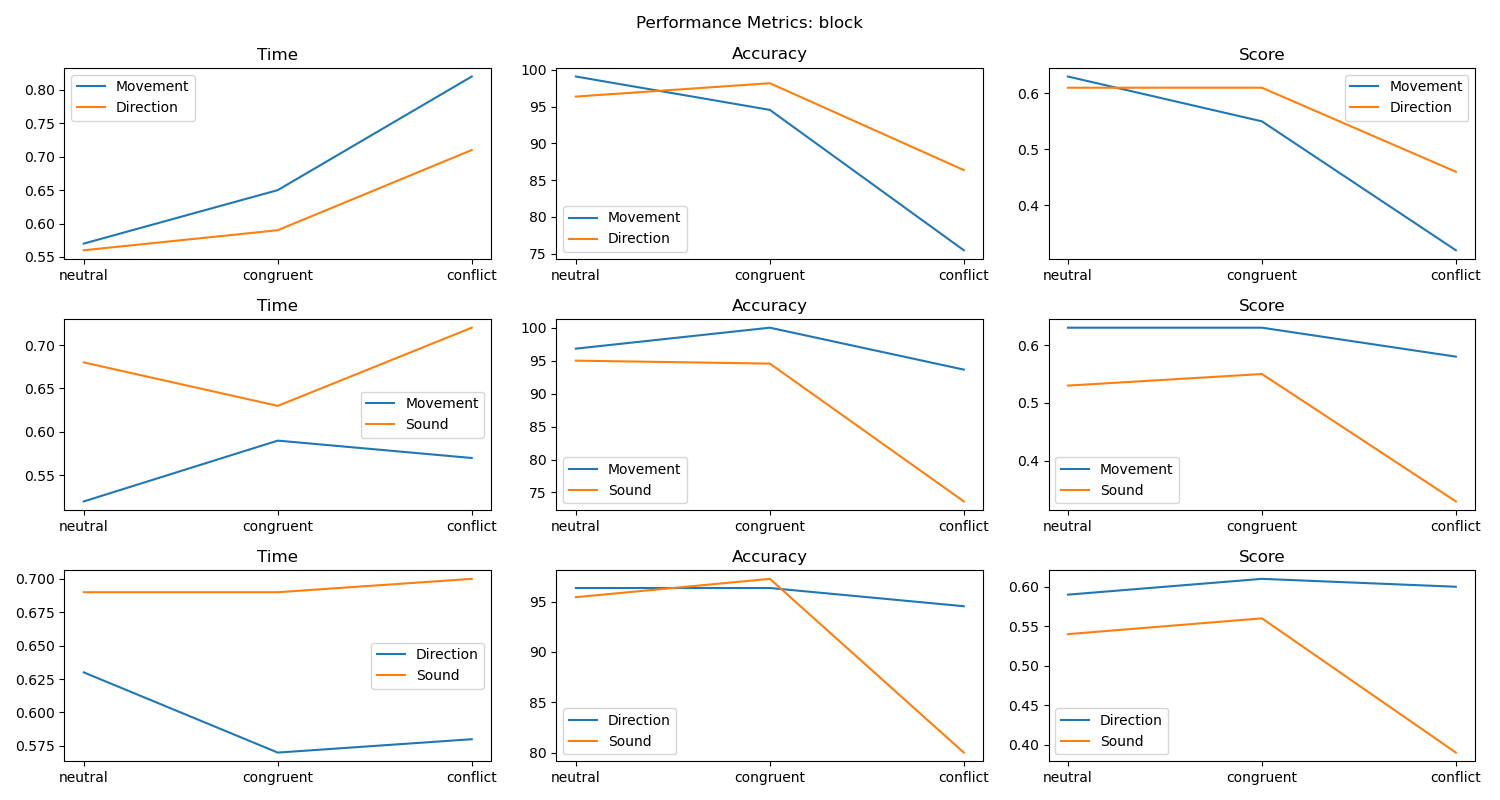 Performance Metrics: block
Time
Accuracy
Score
0.80
0.75
0.70
0.65
0.60
0.55
Movement
Direction
neutral
congruent
conflict
100
95
90
85
80
75
Movement
Direction
neutral
congruent
conflict
0.6
0.5
0.4
Movement
Direction
neutral
congruent
conflict
Time
Accuracy
Score
0.70
0.65
0.60
0.55
Movement
Sound
neutral
congruent
conflict
100
95
90
85
80
75
Movement
Sound
neutral
congruent
conflict
0.6
0.5
0.4
Movement
Sound
neutral
congruent
conflict
Time
Accuracy
Score
0.700
0.675
0.650
0.625
0.600
0.575
Direction
Sound
neutral
congruent
conflict
95
90
85
80
Direction
Sound
neutral
congruent
conflict
0.60
0.55
0.50
0.45
0.40
Direction
Sound
neutral
congruent
conflict